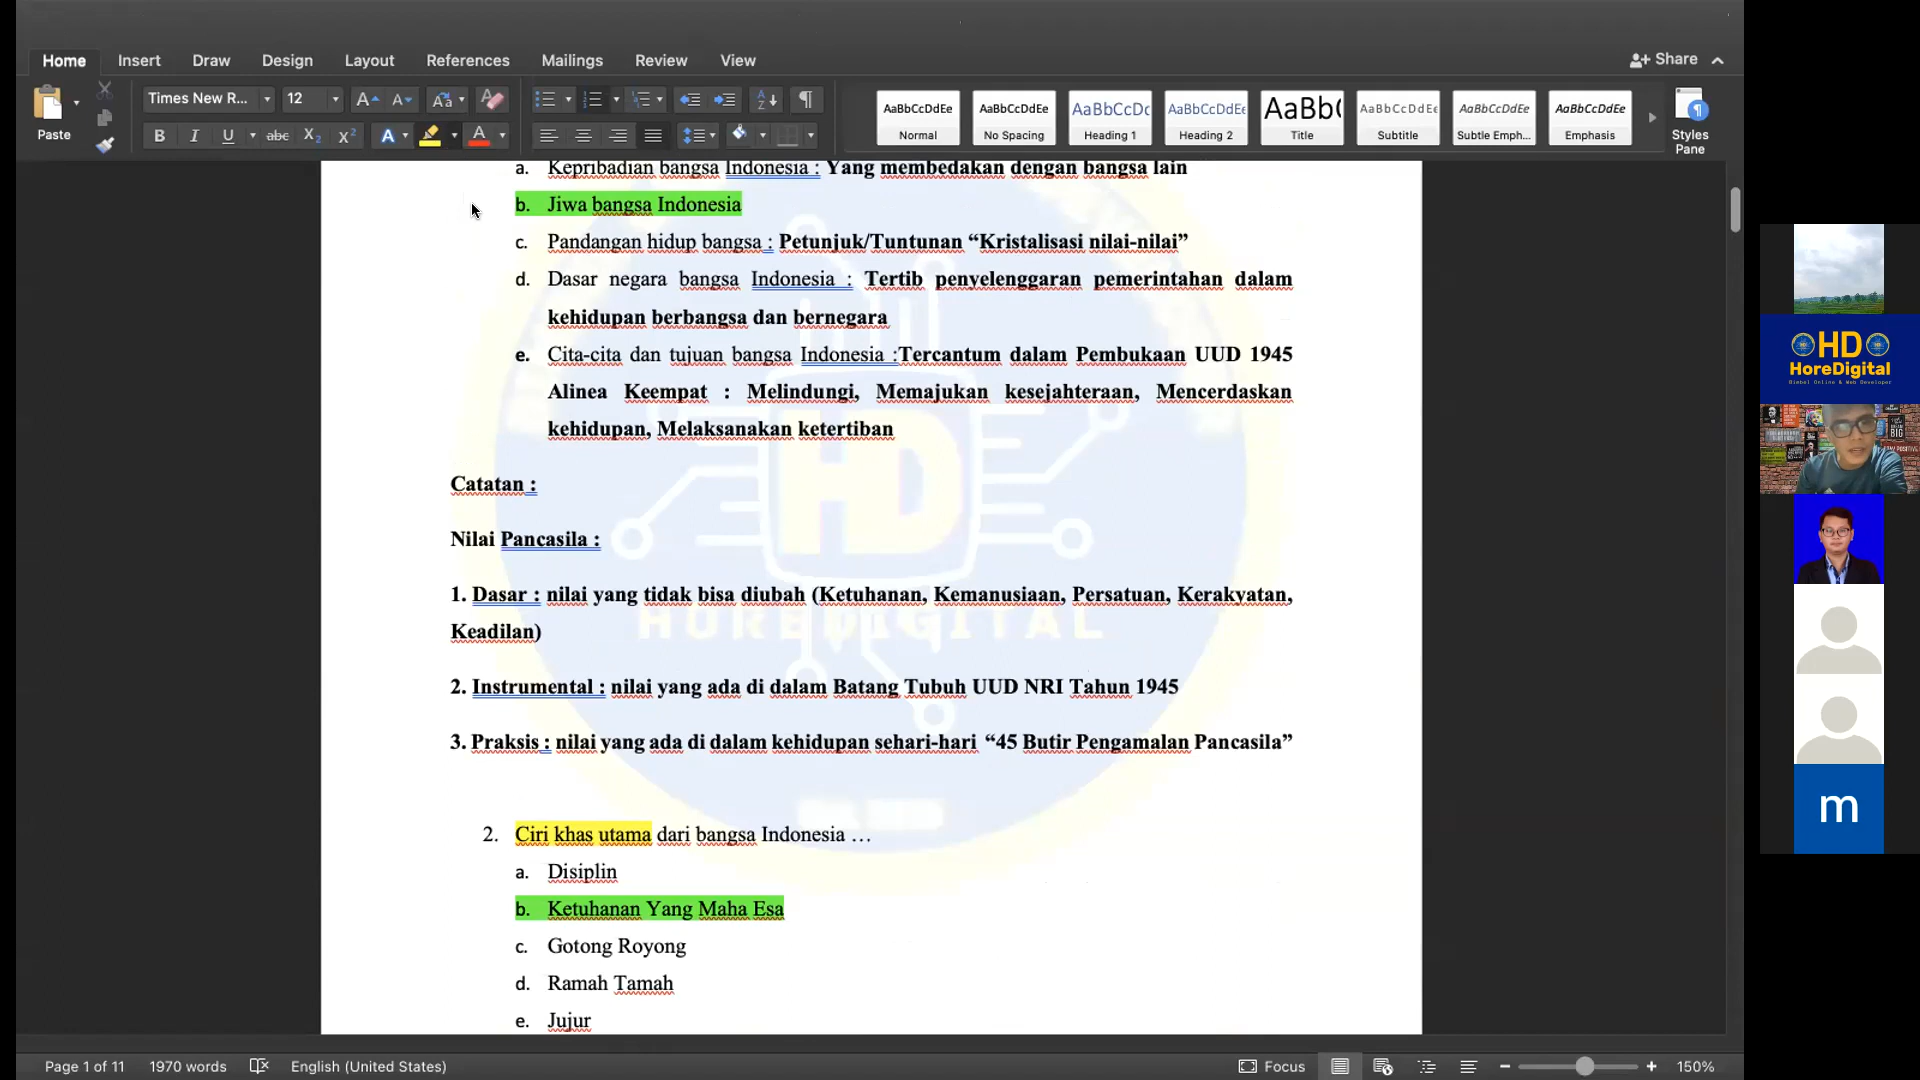 Home Insert Draw Design Layout References Mailings Review View Share
Times New R... 12
Paste
AaBbCcDdEe AaBbCcDdEe AaBbCcDc AaBbCcDdEe AaBb( AaBbCcDdEe AaBbCcDdEe AaBbCcDdEe
Normal No Spacing Heading 1 Heading 2 Title Subtitle Subtle Emph... Emphasis
Styles
Pane
a. Kepribadian bangsa Indonesia : Yang membedakan dengan bangsa lain
b. Jiwa bangsa Indonesia
c. Pandangan hidup bangsa : Petunjuk/Tuntunan “Kristalisasi nilai-nilai”
d. Dasar negara bangsa Indonesia : Tertib penyelenggaran pemerintahan dalam
kehidupan berbangsa dan bernegara
e. Cita-cita dan tujuan bangsa Indonesia :Tercantum dalam Pembukaan UUD 1945
Alinea Keempat : Melindungi, Memajukan kesejahteraan, Mencerdaskan
kehidupan, Melaksanakan ketertiban
Catatan :
Nilai Pancasila :
1. Dasar : nilai yang tidak bisa diubah (Ketuhanan, Kemanusiaan, Persatuan, Kerakyatan,
Keadilan)
2. Instrumental : nilai yang ada di dalam Batang Tubuh UUD NRI Tahun 1945
3. Praksis : nilai yang ada di dalam kehidupan sehari-hari “45 Butir Pengamalan Pancasila”
2. Ciri khas utama dari bangsa Indonesia …
a. Disiplin
b. Ketuhanan Yang Maha Esa
c. Gotong Royong
d. Ramah Tamah
e. Jujur
HD
HOREDIGITAL
Page 1 of 11 1970 words English (United States) Focus 150%
HD
HoreDigital
Bimbel Online & Web Developer
m